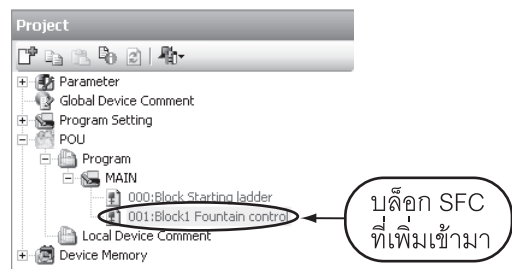 Project
Parameter
Global Device Comment
Program Setting
POU
Program
MAIN
000:Block Starting ladder
001:Block1 Fountain control
Local Device Comment
Device Memory
บล็อก SFC
ที่เพิ่มเข้ามา